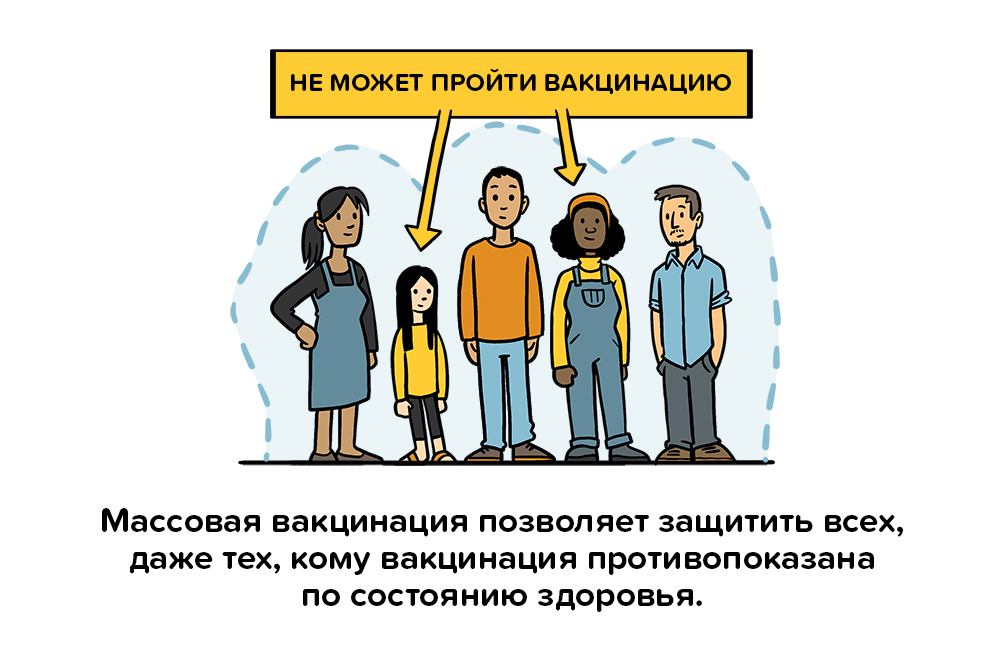 НЕ МОЖЕТ ПРОЙТИ ВАКЦИНАЦИЮ
Массовая вакцинация позволяет защитить всех,
даже тех, кому вакцинация противопоказана
по состоянию здоровья.